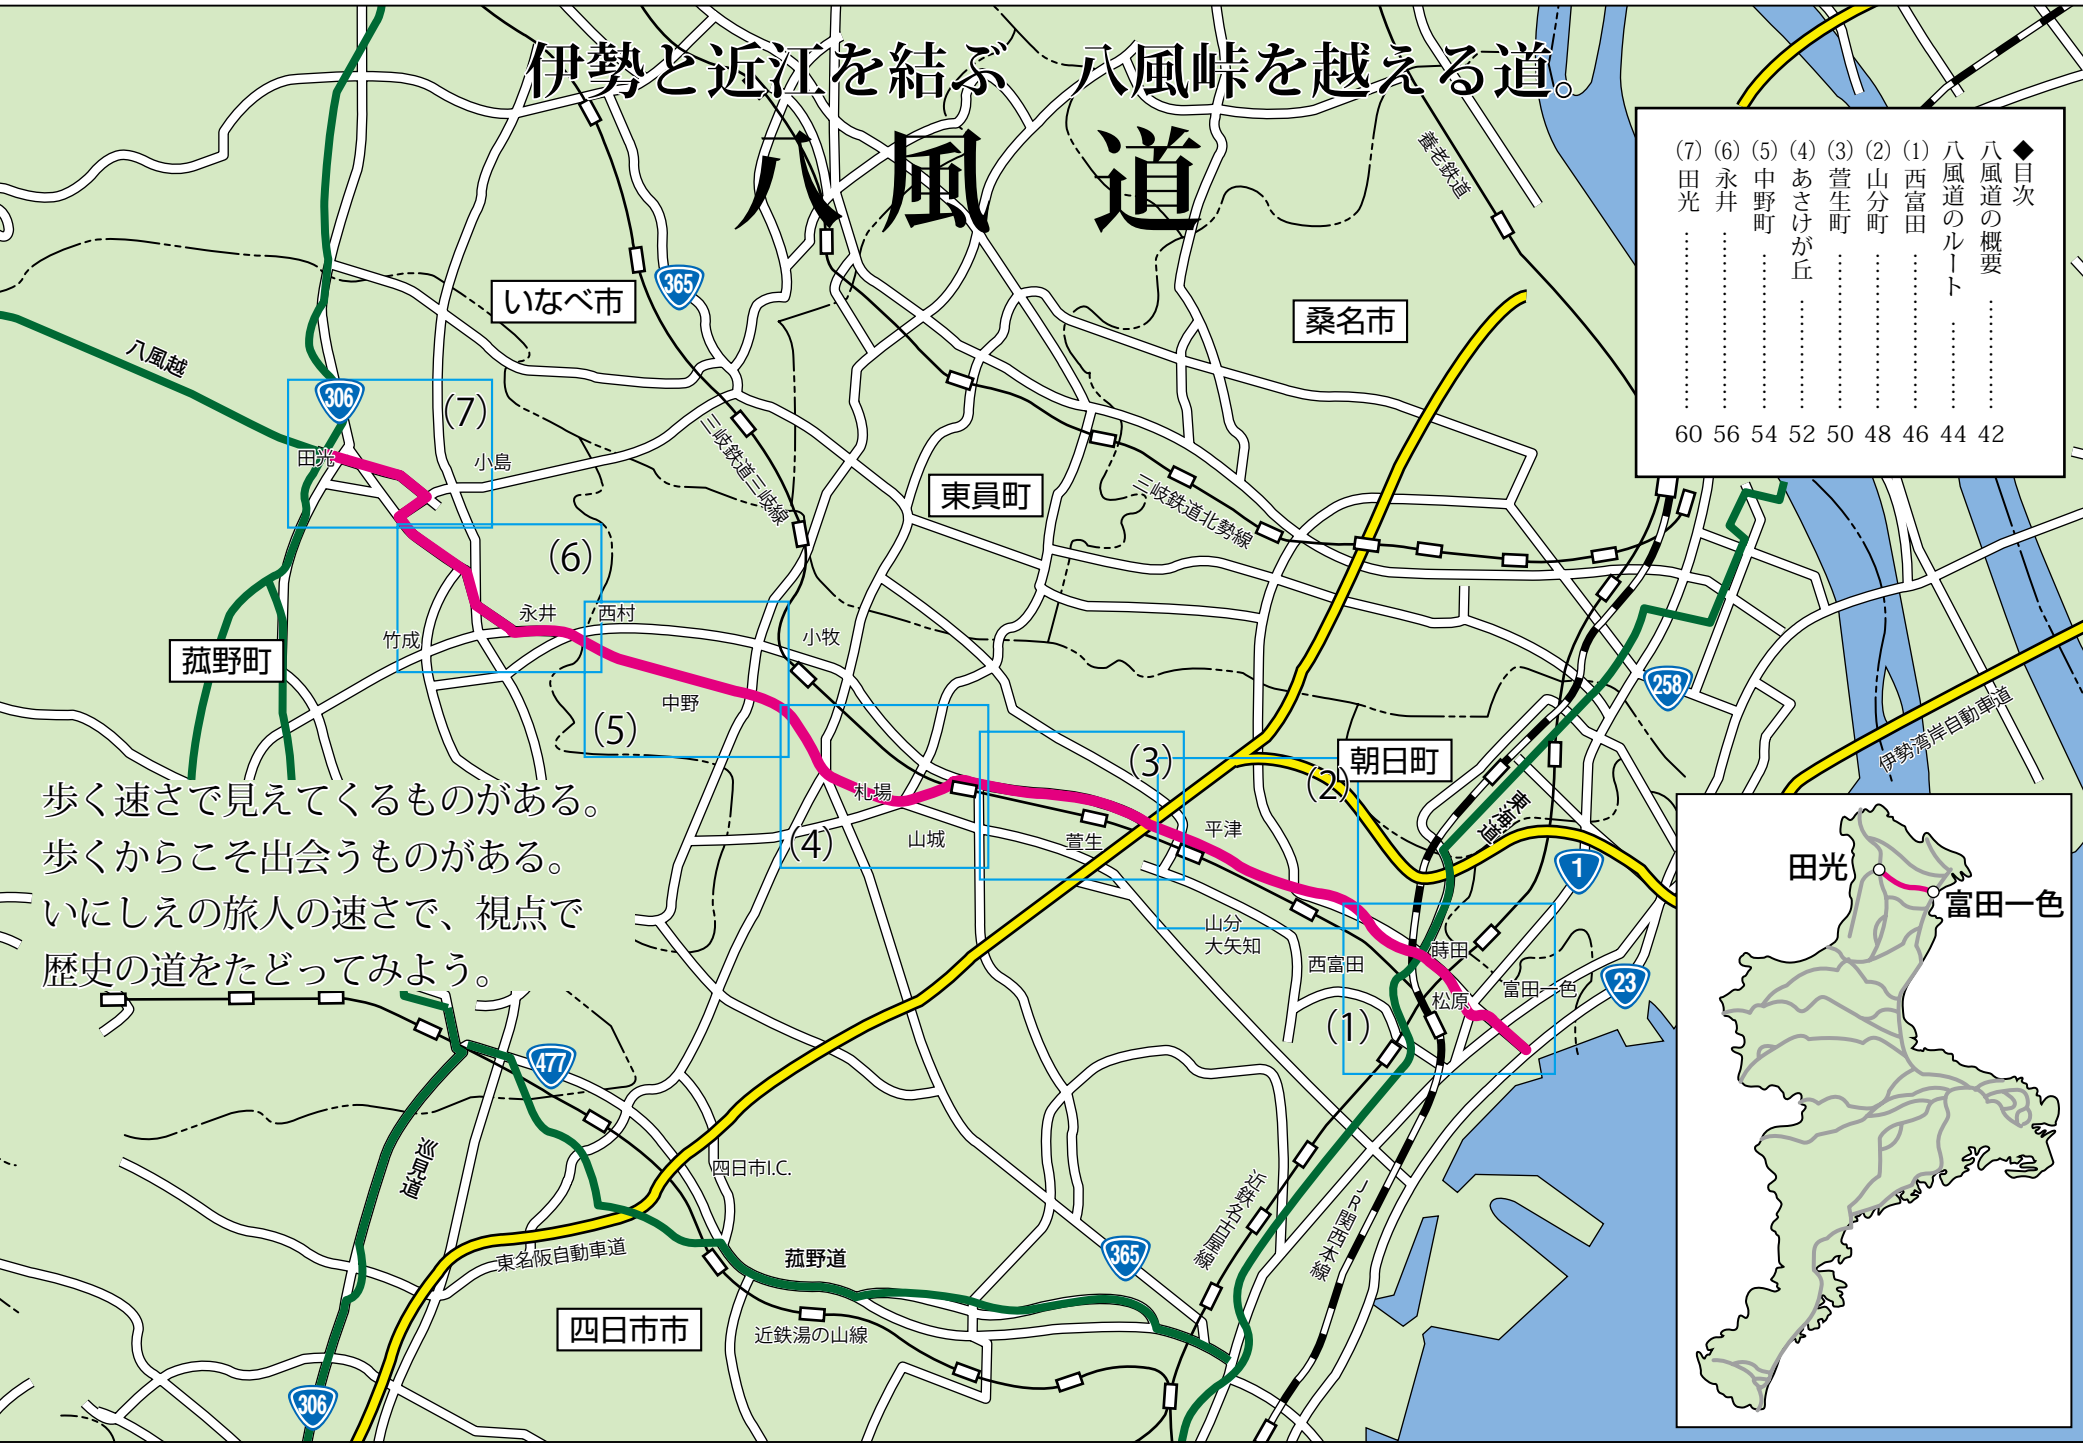 伊勢と近江を結ぶ　八風峠を越える道。
八風道
◆目次
八風道の概要 …………… 42
八風道のルート …………… 44
(1) 西富田 …………… 46
(2) 山分町 …………… 48
(3) 萱生町 …………… 50
(4) あさけが丘 …………… 52
(5) 中野町 …………… 54
(6) 永井 …………… 56
(7) 田光 …………… 60
養老鉄道
いなべ市
365
桑名市
八風越
306
(7)
田光
小島
三岐鉄道三岐線
東員町
三岐鉄道北勢線
(6)
永井
西村
竹成
小牧
菰野町
中野
(5)
258
伊勢湾岸自動車道
(3)
朝日町
(2)
東海道
札場
(4)
山城
萱生
平津
1
歩く速さで見えてくるものがある。
歩くからこそ出会うものがある。
いにしえの旅人の速さで、視点で
歴史の道をたどってみよう。
山分
大矢知
西富田
蒔田
富田一色
松原
23
(1)
田光
富田一色
477
巡見道
四日市I.C.
東名阪自動車道
菰野道
365
近鉄名古屋線
JR関西本線
四日市市
近鉄湯の山線
306